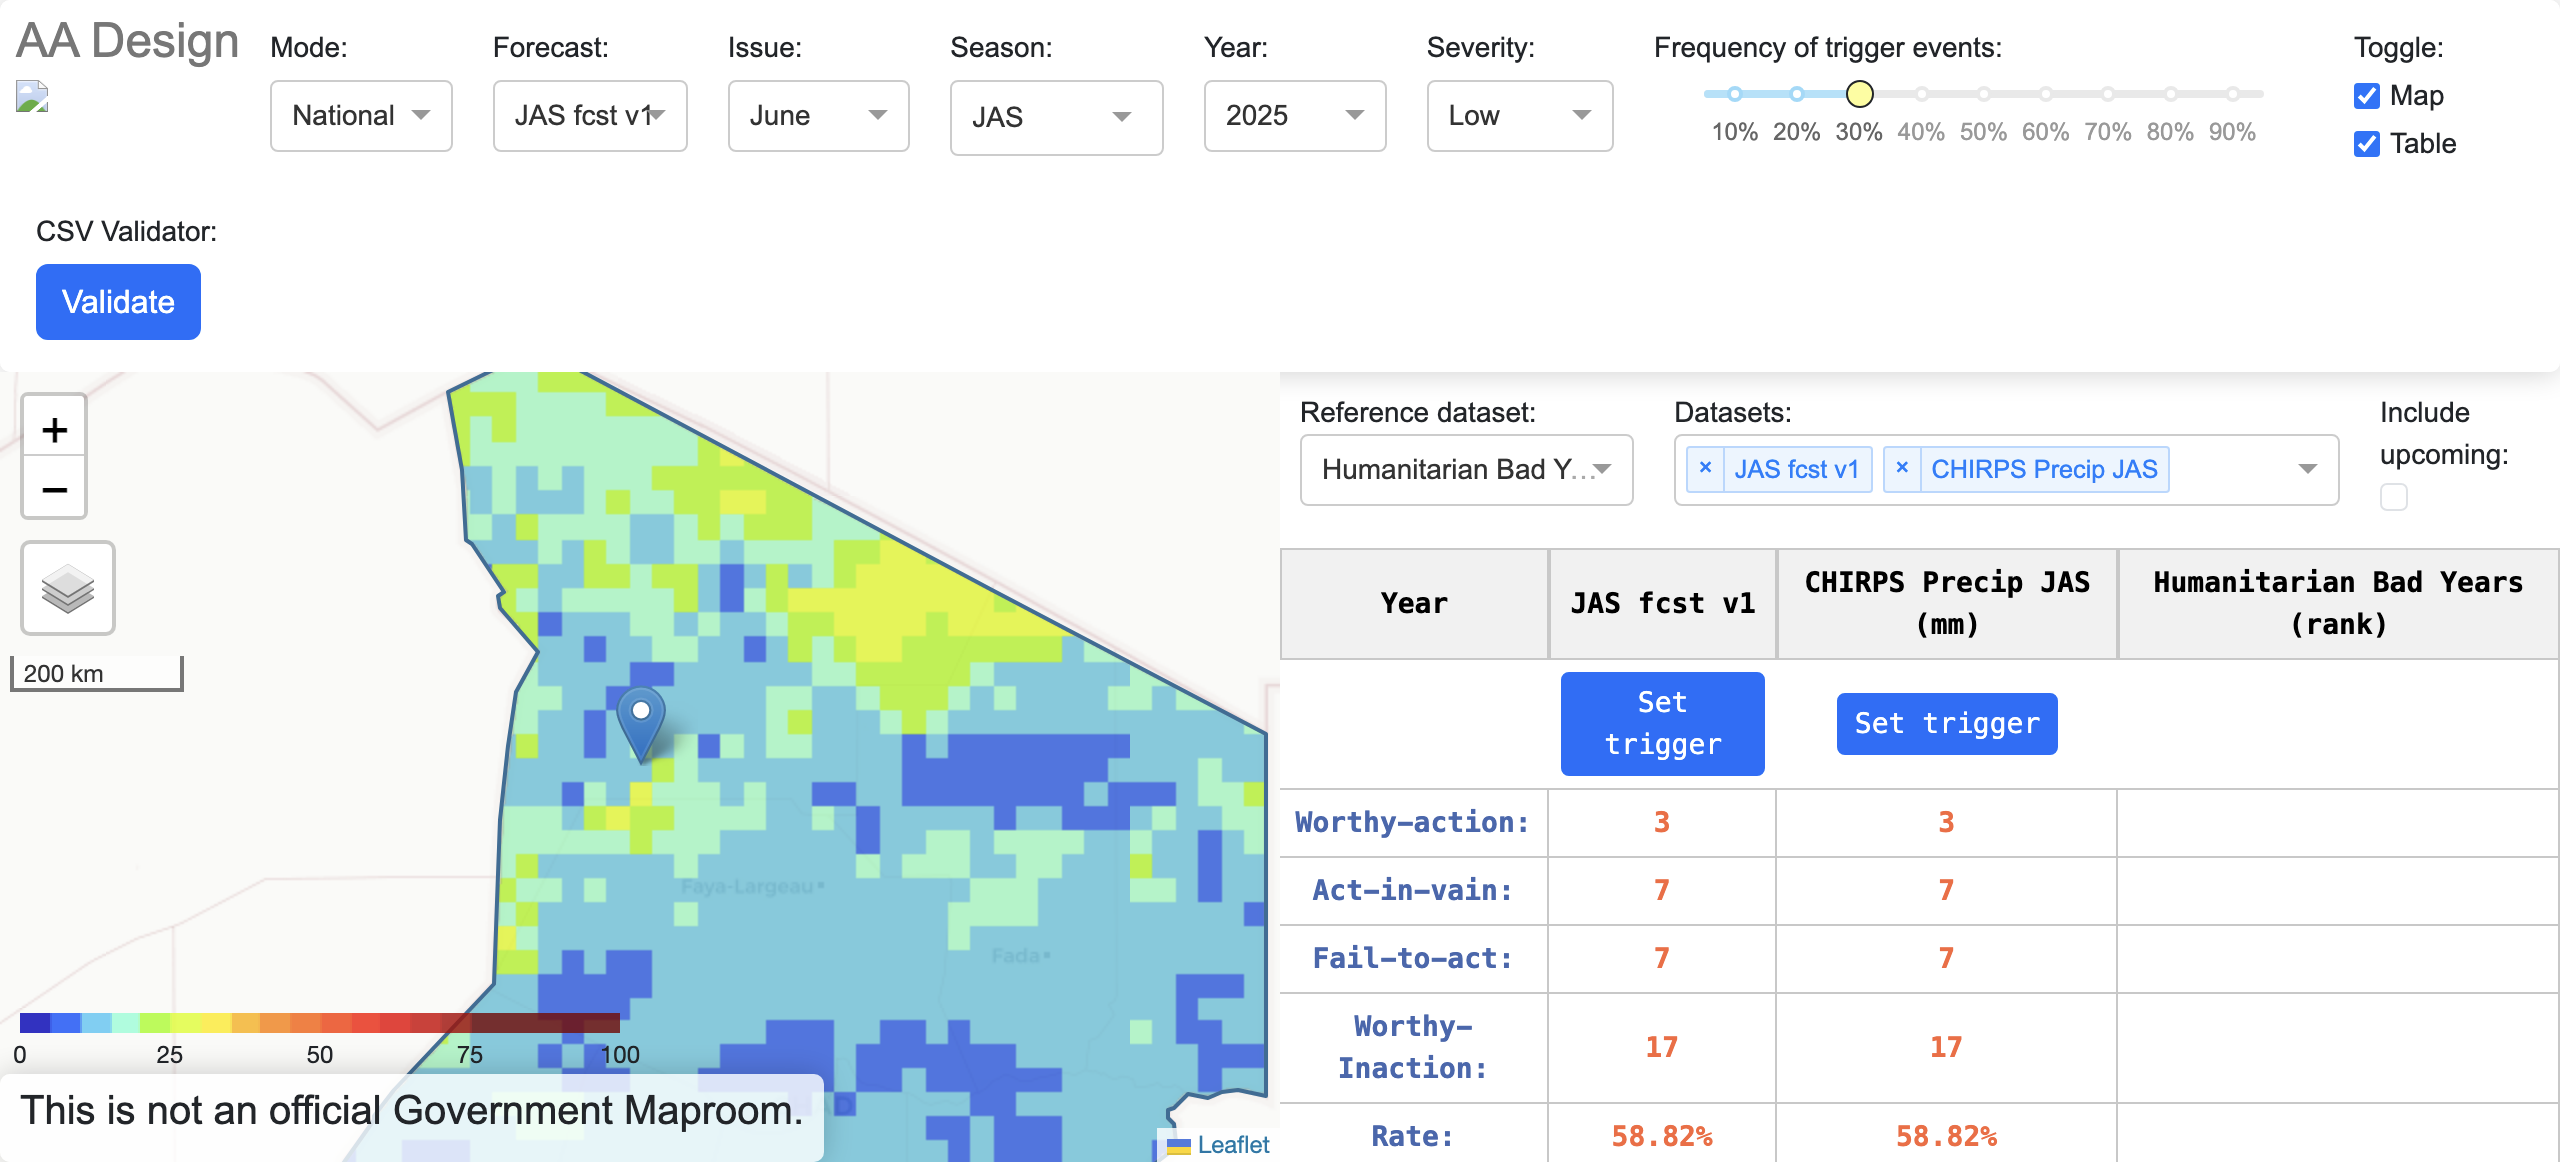 AA Design
Mode:
National
Forecast:
JAS fcst v1
Issue:
June
Season:
JAS
Year:
2025
Severity:
Low
Frequency of trigger events:
10% 20% 30% 40% 50% 60% 70% 80% 90%
Toggle:
Map
Table
CSV Validator:
Validate
+
−
200 km
Faya-Largeau
Fada
0 25 50 75 100
This is not an official Government Maproom.
Leaflet
Reference dataset:
Humanitarian Bad Y...
Datasets:
× JAS fcst v1 × CHIRPS Precip JAS
Include
upcoming:
Year JAS fcst v1 CHIRPS Precip JAS Humanitarian Bad Years
(mm) (rank)
Set
trigger
Set trigger
Worthy-action: 3 3
Act-in-vain: 7 7
Fail-to-act: 7 7
Worthy-
Inaction: 17 17
Rate: 58.82% 58.82%